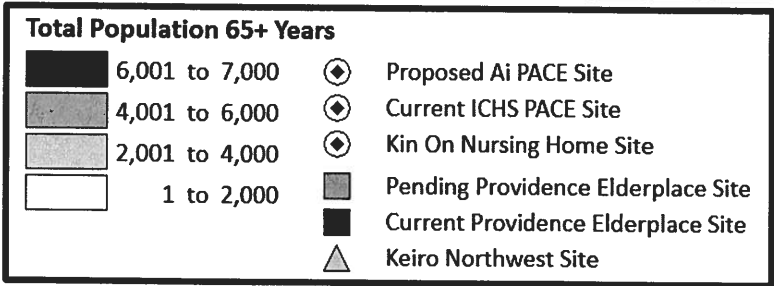 Total Population 65+ Years
6,001 to 7,000
4,001 to 6,000
2,001 to 4,000
1 to 2,000
Proposed Ai PACE Site
Current ICHS PACE Site
Kin On Nursing Home Site
Pending Providence Elderplace Site
Current Providence Elderplace Site
Keiro Northwest Site